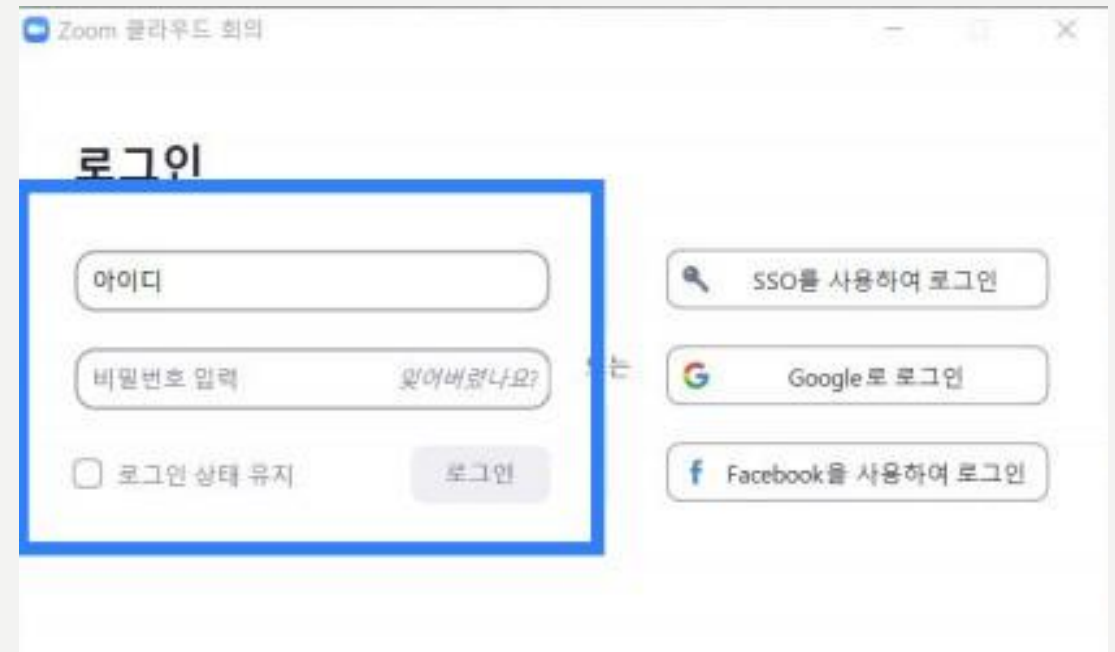 Zoom 클라우드 회의
로그인
아이디
비밀번호 입력 잊어버렸나요?
로그인 상태 유지
로그인
SSO를 사용하여 로그인
Google로 로그인
Facebook을 사용하여 로그인